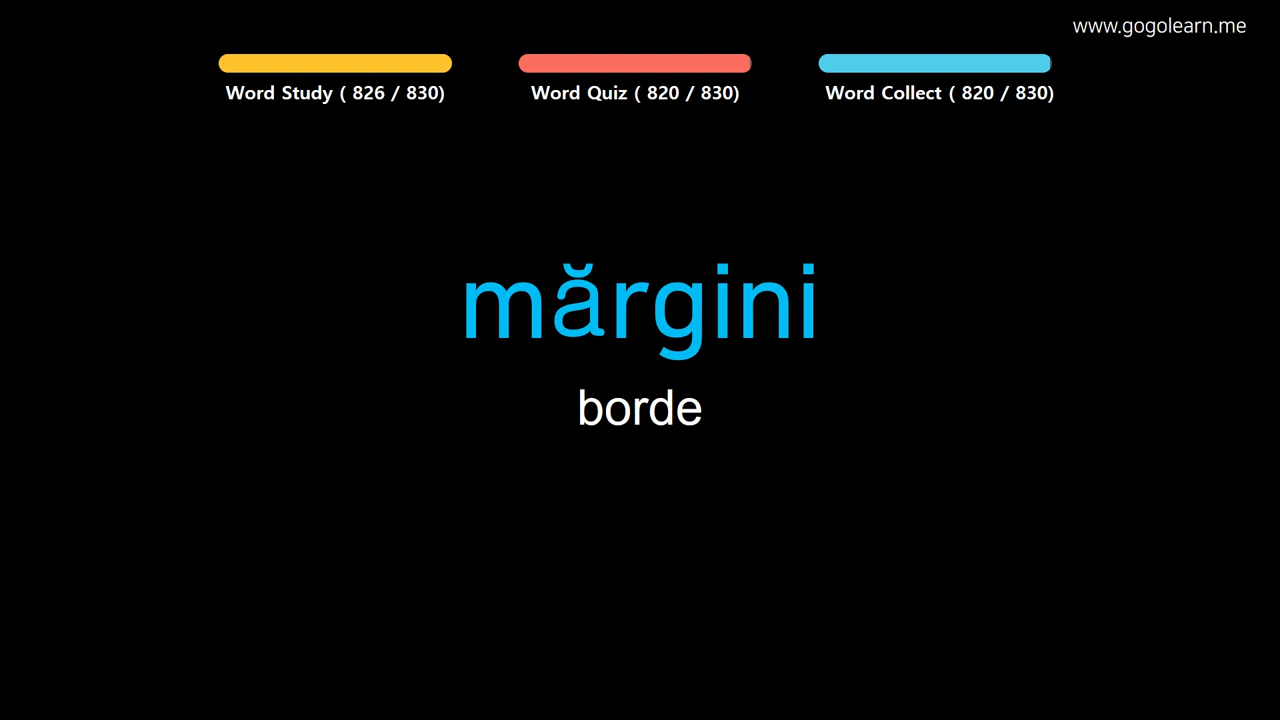 www.gogolearn.me
Word Study ( 826 / 830)
Word Quiz ( 820 / 830)
Word Collect ( 820 / 830)
mărgini
borde